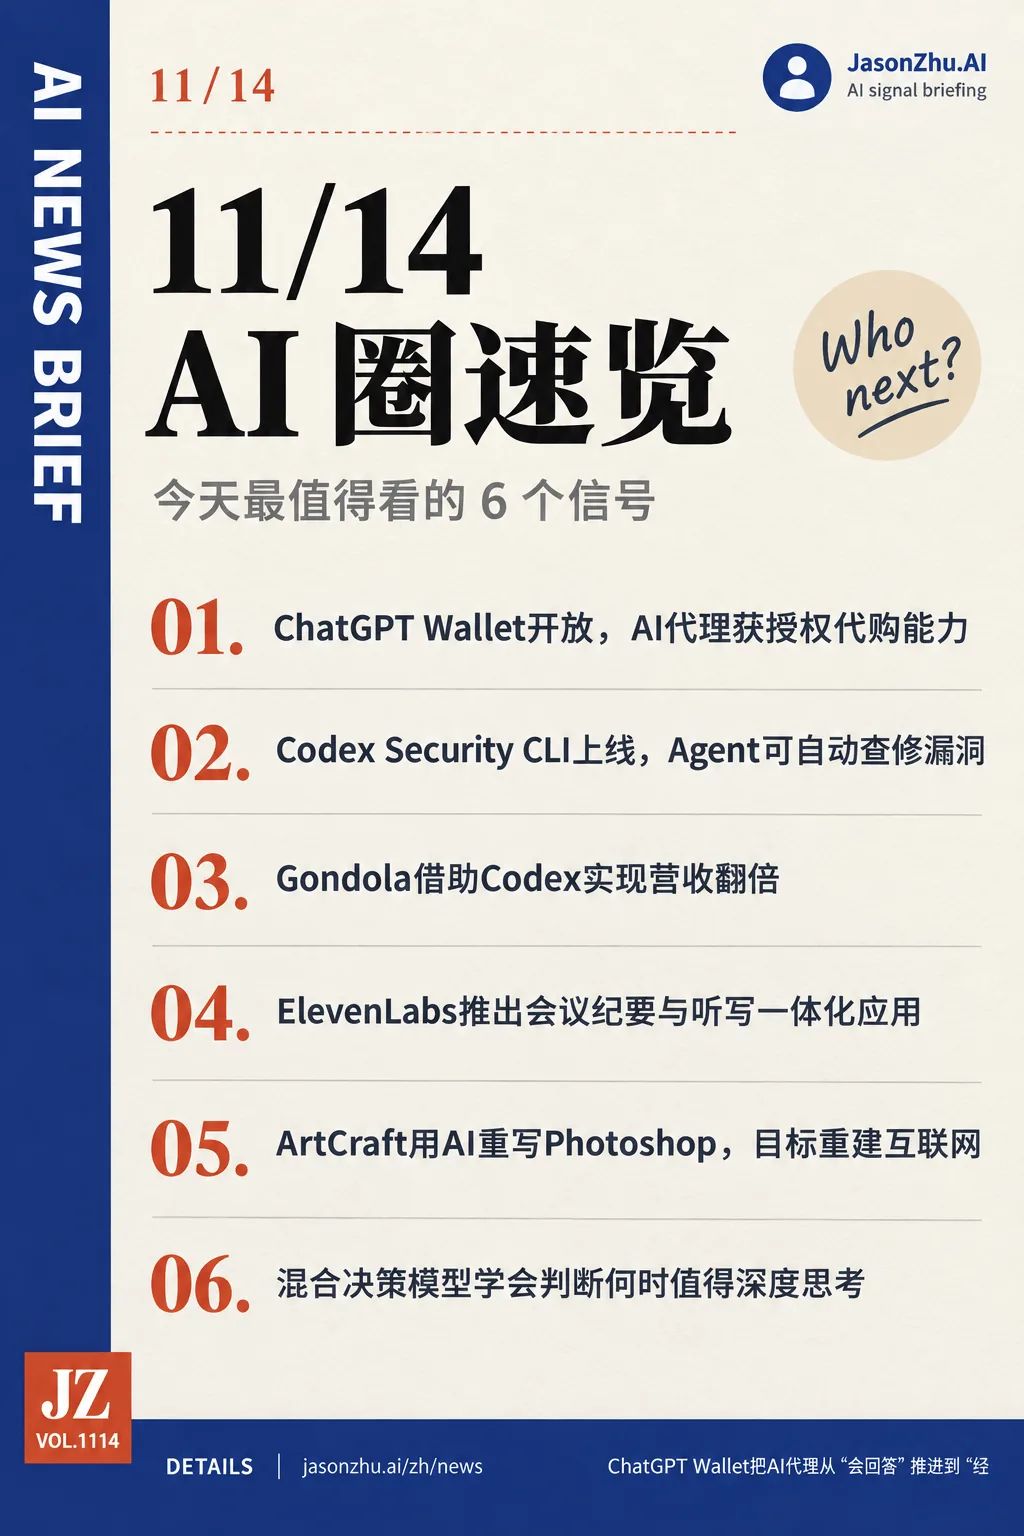 AI NEWS BRIEF
11/14
JasonZhu.AI
AI signal briefing
11/14
AI 圈速览
Who
next?
今天最值得看的 6 个信号
01. ChatGPT Wallet开放，AI代理获授权代购能力
02. Codex Security CLI上线，Agent可自动查修漏洞
03. Gondola借助Codex实现营收翻倍
04. ElevenLabs推出会议纪要与听写一体化应用
05. ArtCraft用AI重写Photoshop，目标重建互联网
06. 混合决策模型学会判断何时值得深度思考
JZ
VOL.1114
DETAILS | jasonzhu.ai/zh/news
ChatGPT Wallet把AI代理从“会回答”推进到“经